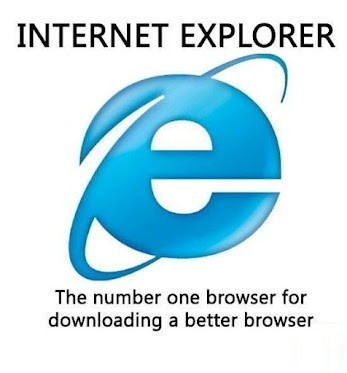 INTERNET EXPLORER
The number one browser for
downloading a better browser